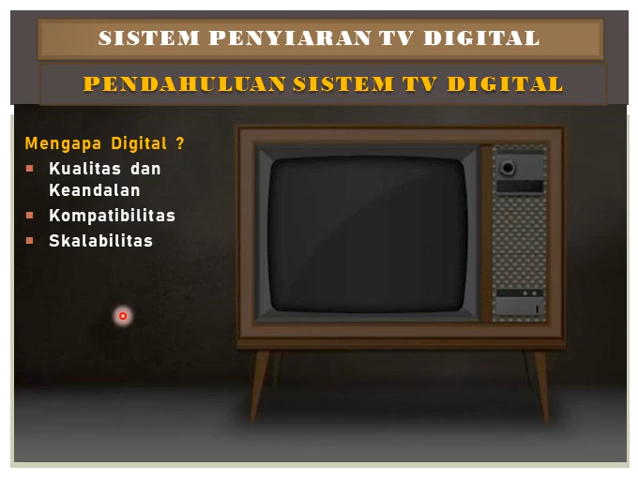 SISTEM PENYIARAN TV DIGITAL
PENDAHULUAN SISTEM TV DIGITAL
Mengapa Digital ?
Kualitas dan
Keandalan
Kompatibilitas
Skalabilitas